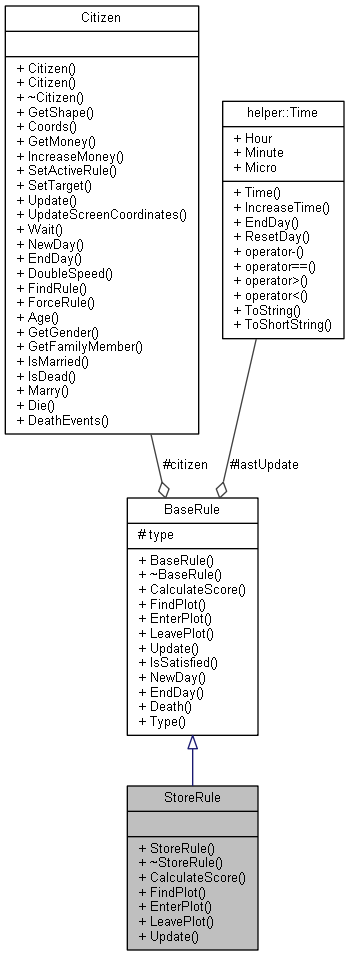 Citizen
+ Citizen()
+ Citizen()
+ ~Citizen()
+ GetShape()
+ Coords()
+ GetMoney()
+ IncreaseMoney()
+ SetActiveRule()
+ SetTarget()
+ Update()
+ UpdateScreenCoordinates()
+ Wait()
+ NewDay()
+ EndDay()
+ DoubleSpeed()
+ FindRule()
+ ForceRule()
+ Age()
+ GetGender()
+ GetFamilyMember()
+ IsMarried()
+ IsDead()
+ Marry()
+ Die()
+ DeathEvents()
helper::Time
+ Hour
+ Minute
+ Micro
+ Time()
+ IncreaseTime()
+ EndDay()
+ ResetDay()
+ operator-()
+ operator==()
+ operator>()
+ operator<()
+ ToString()
+ ToShortString()
#citizen
#lastUpdate
BaseRule
# type
+ BaseRule()
+ ~BaseRule()
+ CalculateScore()
+ FindPlot()
+ EnterPlot()
+ LeavePlot()
+ Update()
+ IsSatisfied()
+ NewDay()
+ EndDay()
+ Death()
+ Type()
StoreRule
+ StoreRule()
+ ~StoreRule()
+ CalculateScore()
+ FindPlot()
+ EnterPlot()
+ LeavePlot()
+ Update()